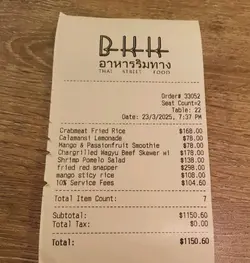 BHH
อาหารริมทาง
THAI STREET FOOD
Order# 33052
Seat Count=2
Table: 22
Date: 23/3/2025, 7:37 PM
Crabmeat Fried Rice $168.00
Calamansi Lemonade $78.00
Mango & Passionfruit Smoothie $78.00
Chargrilled Wagyu Beef Skewer wi $178.00
Shrimp Pomelo Salad $138.00
fried red snapper $298.00
mango sticy rice $108.00
10% Service Fees $104.60
Total Item Count: 7
Subtotal: $1150.60
Total Tax: $0.00
Total: $1150.60